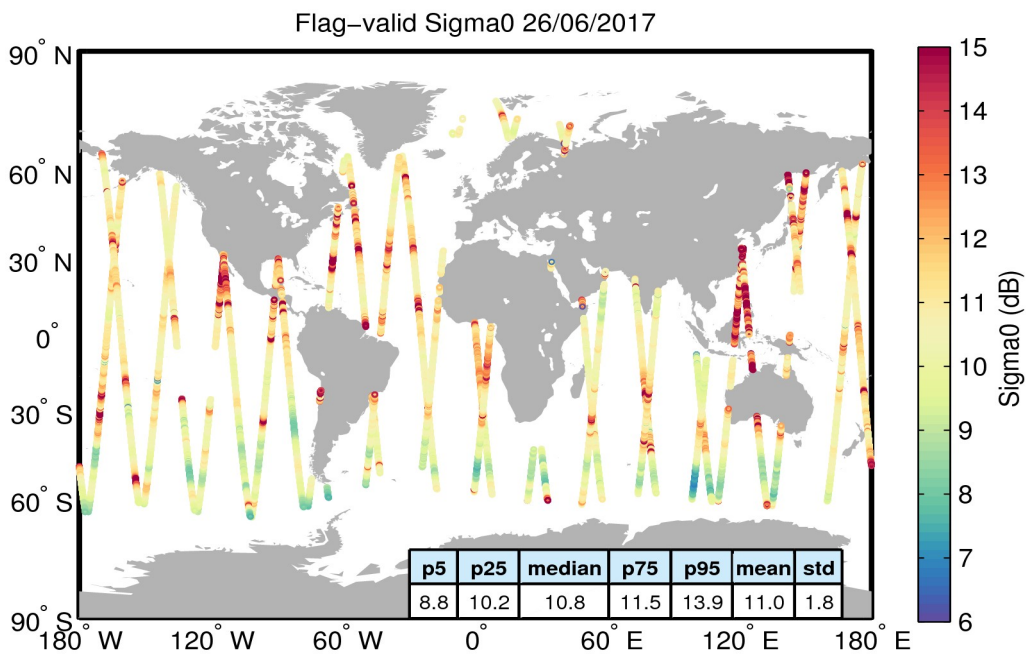 Flag−valid Sigma0 26/06/2017
90° N
60° N
30° N
0°
30° S
60° S
90° S
180° W
120° W
60° W
0°
60° E
120° E
180° E
p5 p25 median p75 p95 mean std
8.8 10.2 10.8 11.5 13.9 11.0 1.8
15
14
13
12
11
10
9
8
7
6
Sigma0 (dB)